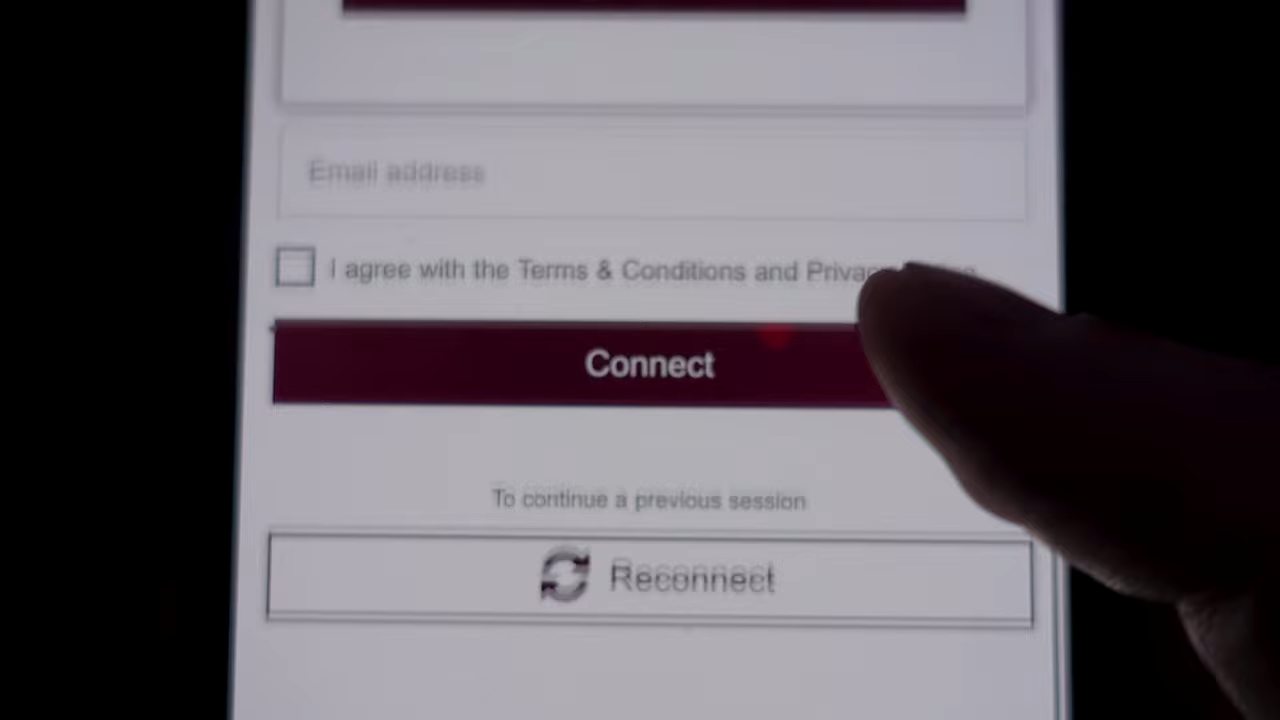 Email address
I agree with the Terms & Conditions and
Connect
To continue a previous session
Reconnect